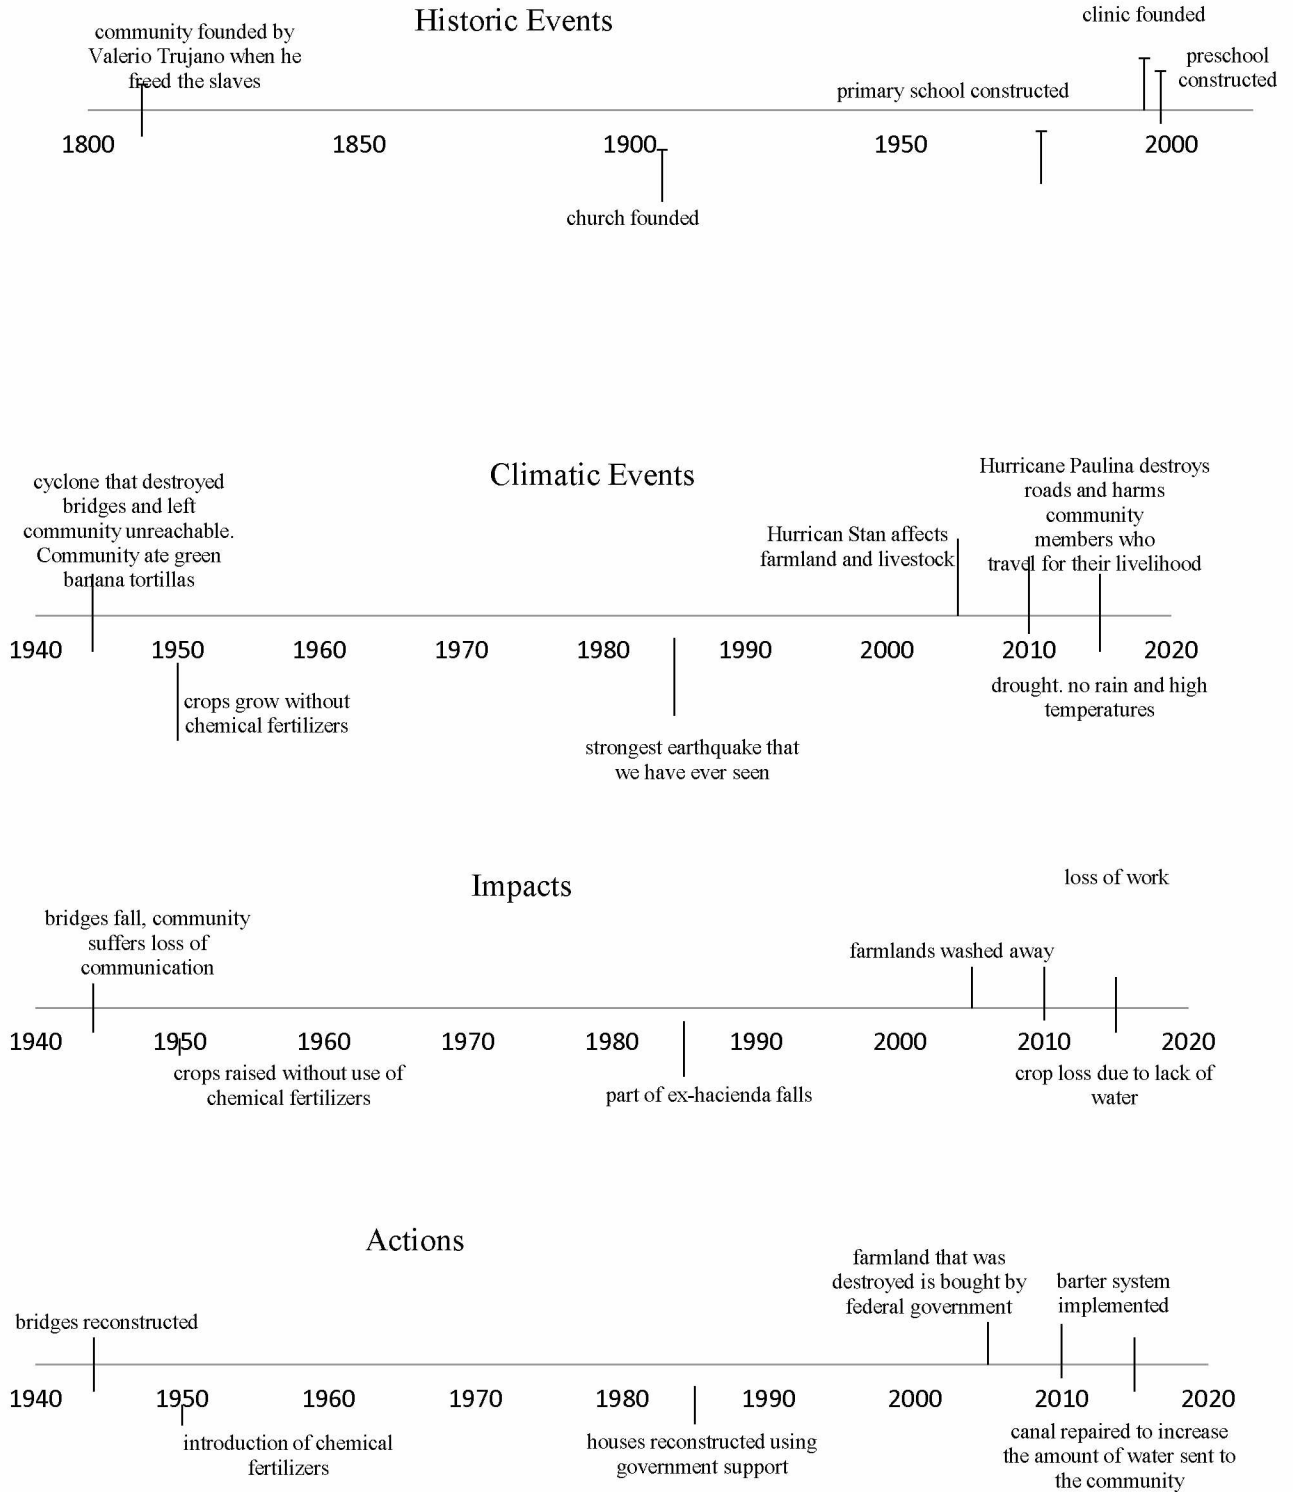 Historic Events
clinic founded
community founded by
Valerio Trujano when he
freed the slaves
preschool
constructed
primary school constructed
1800 1850 1900 1950 2000
church founded
Climatic Events
cyclone that destroyed
bridges and left
community unreachable.
Community ate green
banana tortillas
Hurrican Stan affects
farmland and livestock
Hurricane Paulina destroys
roads and harms
community
members who
travel for their livelihood
1940 1950 1960 1970 1980 1990 2000 2010 2020
crops grow without
chemical fertilizers
strongest earthquake that
we have ever seen
drought. no rain and high
temperatures
Impacts
loss of work
bridges fall, community
suffers loss of
communication
farmlands washed away
1940 1950 1960 1970 1980 1990 2000 2010 2020
crops raised without use of
chemical fertilizers
part of ex-hacienda falls
crop loss due to lack of
water
Actions
bridges reconstructed
farmland that was
destroyed is bought by
federal government
barter system
implemented
1940 1950 1960 1970 1980 1990 2000 2010 2020
introduction of chemical
fertilizers
houses reconstructed using
government support
canal repaired to increase
the amount of water sent to
the community